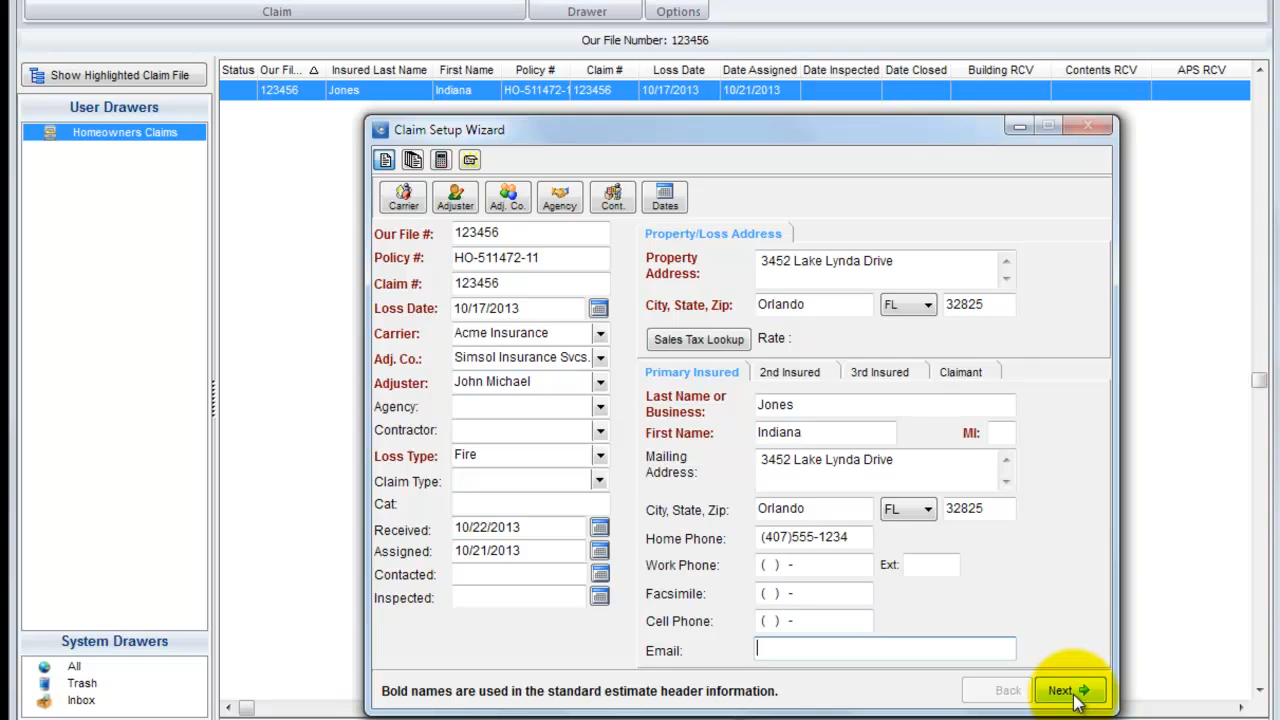 Claim Drawer Options
Our File Number: 123456
Show Highlighted Claim File
User Drawers
Homeowners Claims
Status Our Fil... Insured Last Name First Name Policy # Claim # Loss Date Date Assigned Date Inspected Date Closed Building RCV Contents RCV APS RCV
123456 Jones Indiana HO-511472-1 123456 10/17/2013 10/21/2013
Claim Setup Wizard
Carrier Adjuster Adj. Co. Agency Cont. Dates
Our File #: 123456
Policy #: HO-511472-11
Claim #: 123456
Loss Date: 10/17/2013
Carrier: Acme Insurance
Adj. Co.: Simsol Insurance Svcs.
Adjuster: John Michael
Agency:
Contractor:
Loss Type: Fire
Claim Type:
Cat:
Received: 10/22/2013
Assigned: 10/21/2013
Contacted:
Inspected:
Property/Loss Address
Property
Address:
3452 Lake Lynda Drive
City, State, Zip: Orlando FL 32825
Sales Tax Lookup Rate :
Primary Insured 2nd Insured 3rd Insured Claimant
Last Name or
Business:
Jones
First Name: Indiana MI:
Mailing
Address:
3452 Lake Lynda Drive
City, State, Zip: Orlando FL 32825
Home Phone: (407)555-1234
Work Phone: ( ) - Ext:
Facsimile: ( ) -
Cell Phone: ( ) -
Email:
Bold names are used in the standard estimate header information.
Back Next
System Drawers
All
Trash
Inbox